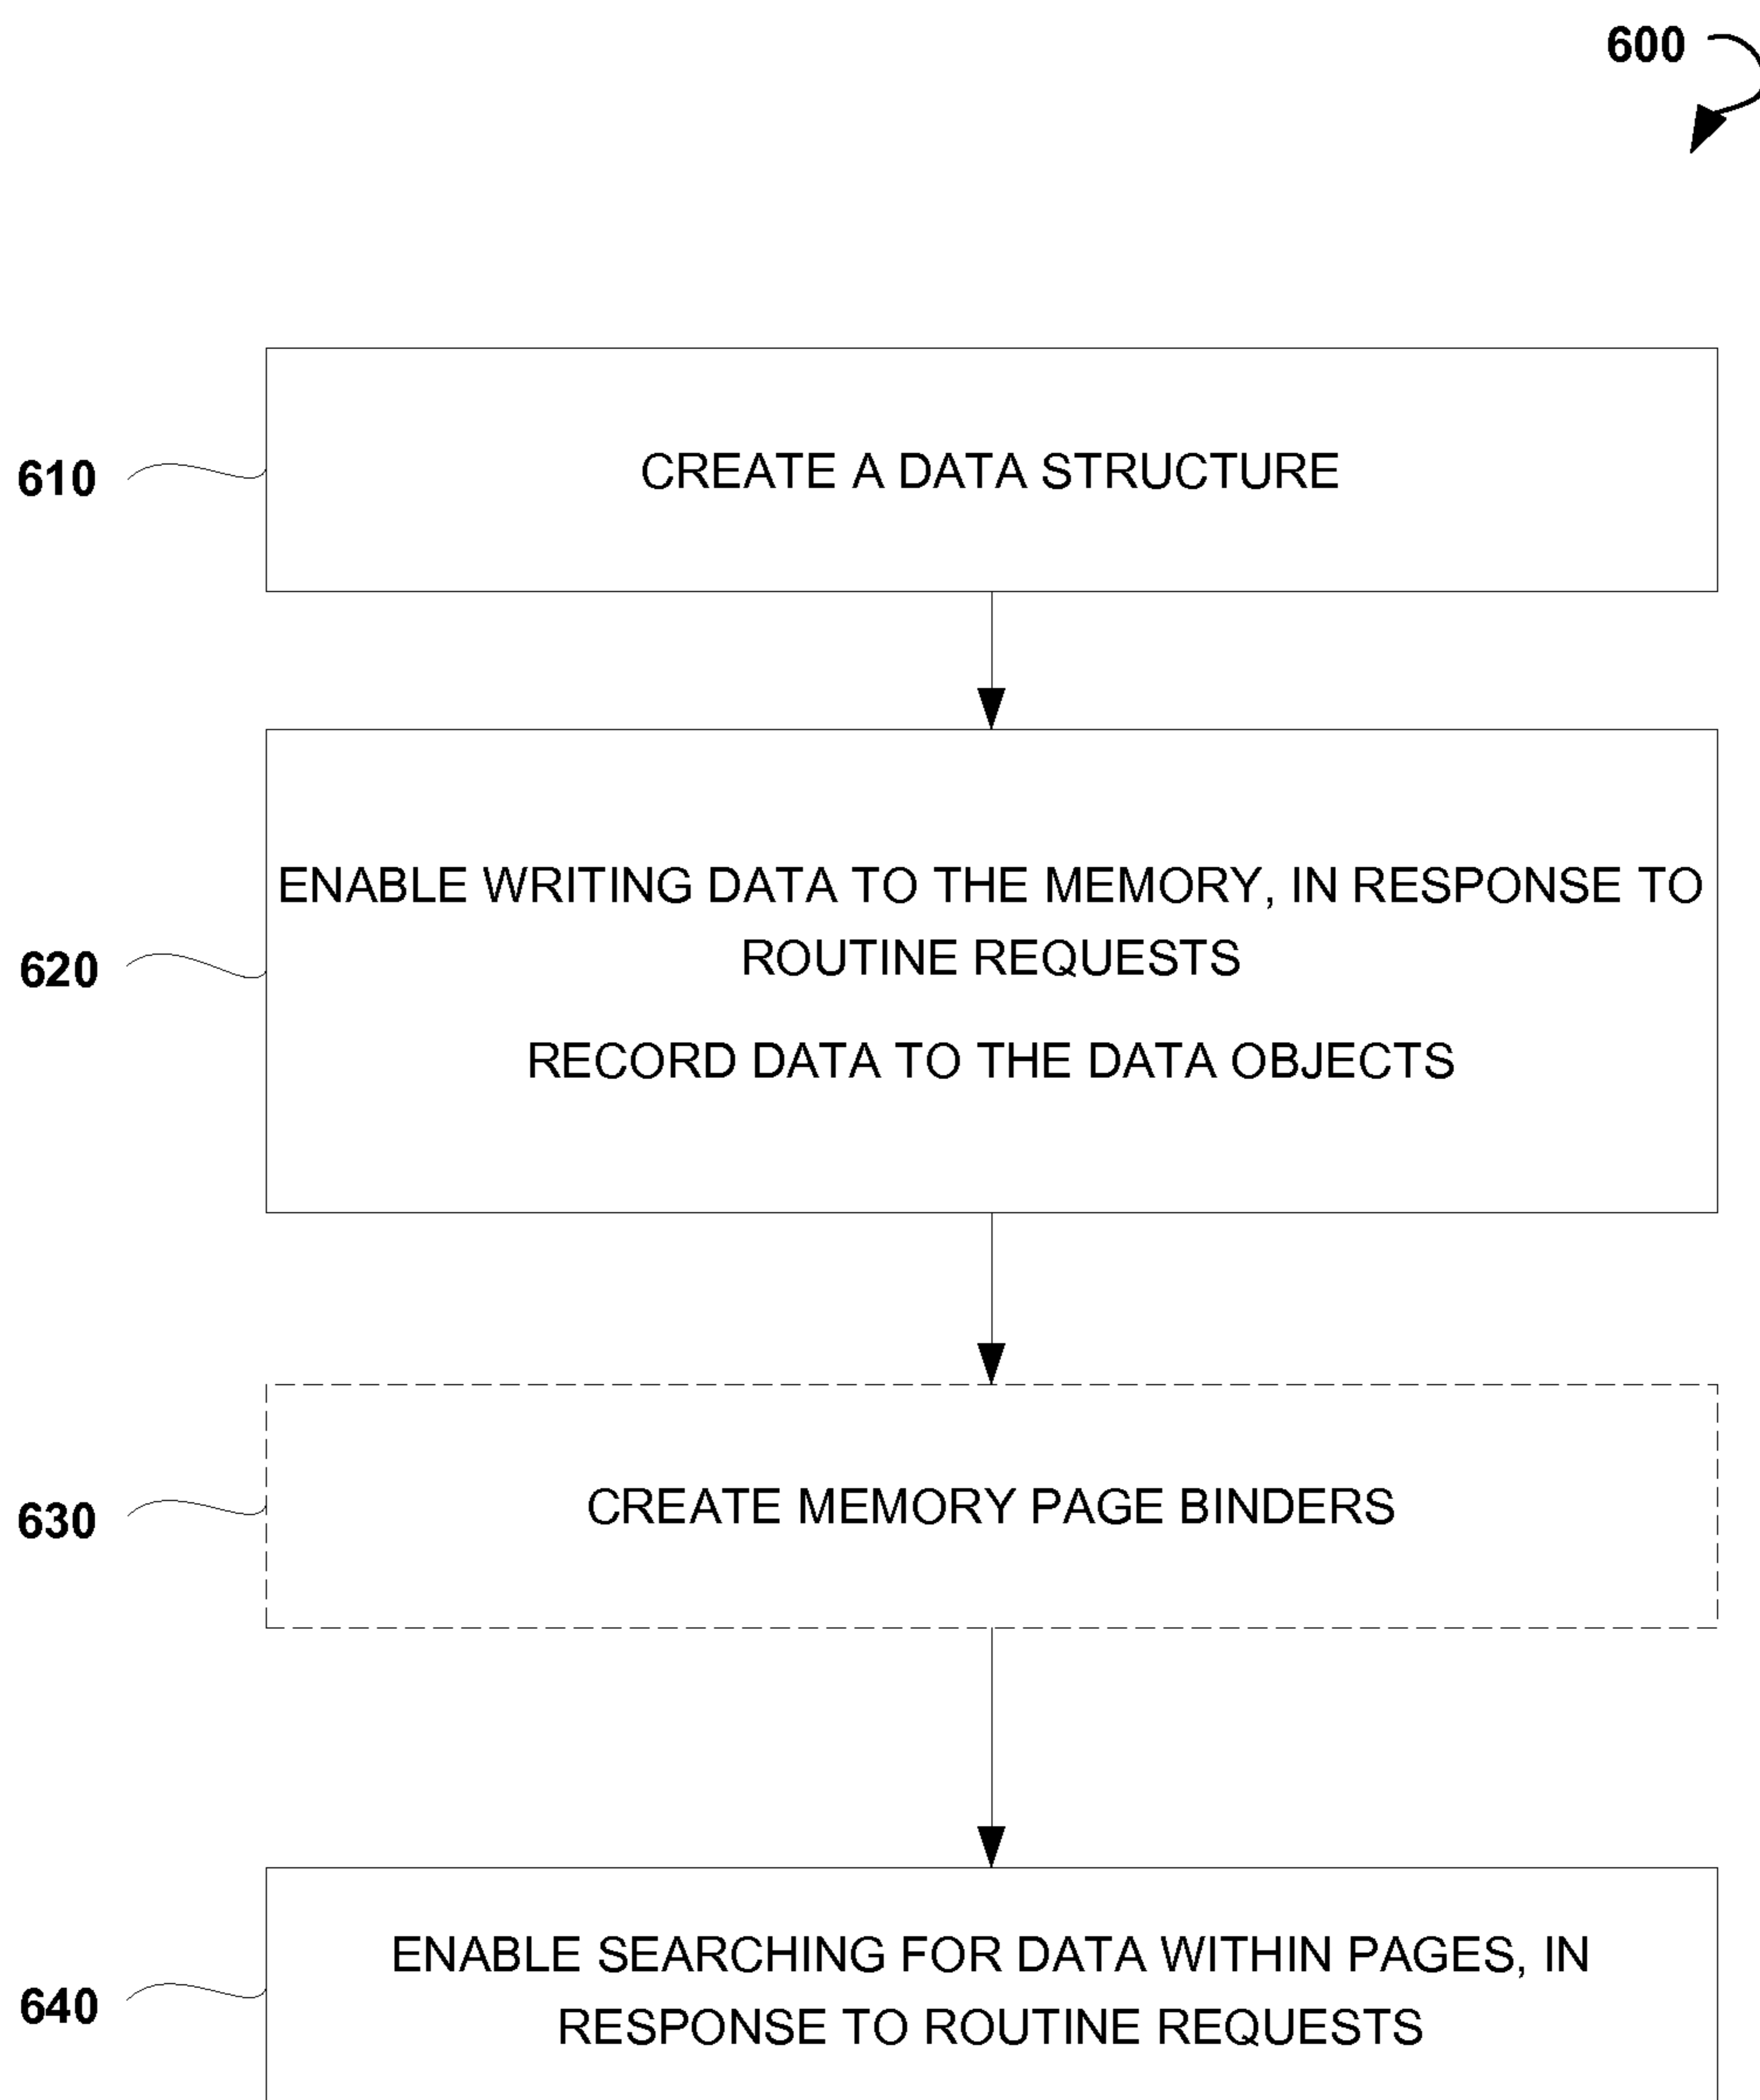 600
610
CREATE A DATA STRUCTURE
ENABLE WRITING DATA TO THE MEMORY, IN RESPONSE TO
ROUTINE REQUESTS
620
RECORD DATA TO THE DATA OBJECTS
630
CREATE MEMORY PAGE BINDERS
ENABLE SEARCHING FOR DATA WITHIN PAGES, IN
640
RESPONSE TO ROUTINE REQUESTS